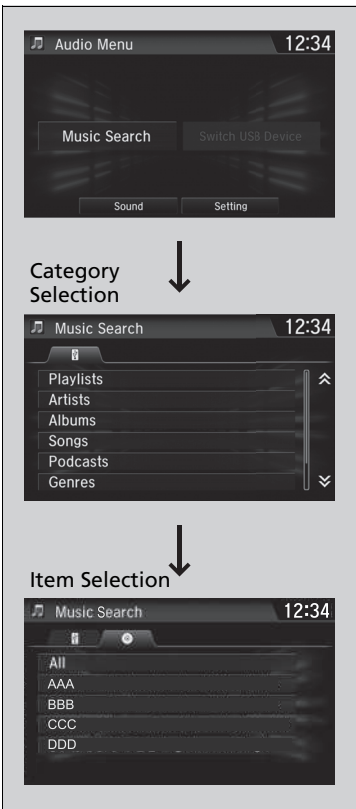 Audio Menu 12:34
Music Search Switch USB Device
Sound Setting
Category
Selection
Music Search 12:34
Playlists
Artists
Albums
Songs
Podcasts
Genres
Item Selection
Music Search 12:34
All
AAA
BBB
CCC
DDD